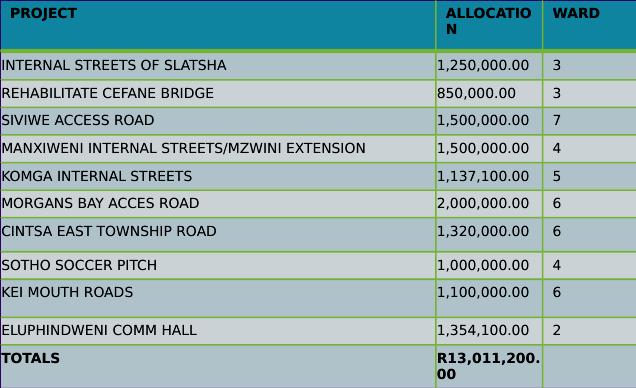 PROJECT ALLOCATIO WARD
N
INTERNAL STREETS OF SLATSHA 1,250,000.00 3
REHABILITATE CEFANE BRIDGE 850,000.00 3
SIVIWE ACCESS ROAD 1,500,000.00 7
MANXIWENI INTERNAL STREETS/MZWINI EXTENSION 1,500,000.00 4
KOMGA INTERNAL STREETS 1,137,100.00 5
MORGANS BAY ACCES ROAD 2,000,000.00 6
CINTSA EAST TOWNSHIP ROAD 1,320,000.00 6
SOTHO SOCCER PITCH 1,000,000.00 4
KEI MOUTH ROADS 1,100,000.00 6
ELUPHINDWENI COMM HALL 1,354,100.00 2
TOTALS R13,011,200.
00